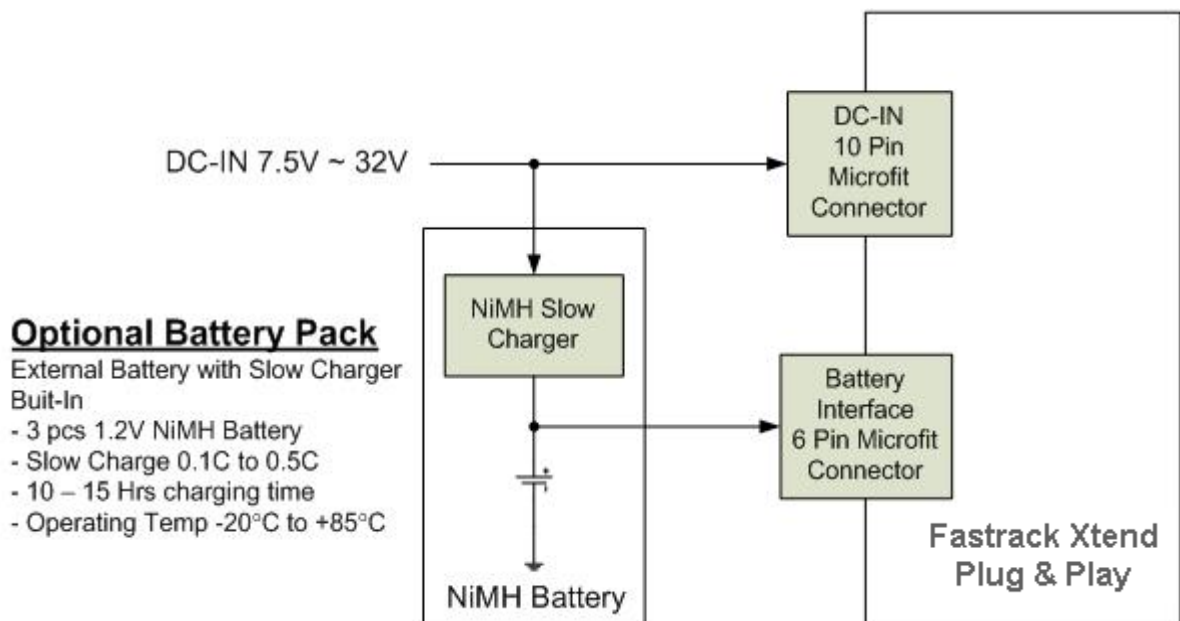 DC-IN 7.5V ~ 32V
DC-IN
10 Pin
Microfit
Connector
NiMH Slow
Charger
Optional Battery Pack
External Battery with Slow Charger
Buit-In
- 3 pcs 1.2V NiMH Battery
- Slow Charge 0.1C to 0.5C
- 10 – 15 Hrs charging time
- Operating Temp -20°C to +85°C
Battery
Interface
6 Pin Microfit
Connector
+
NiMH Battery
Fastrack Xtend
Plug & Play